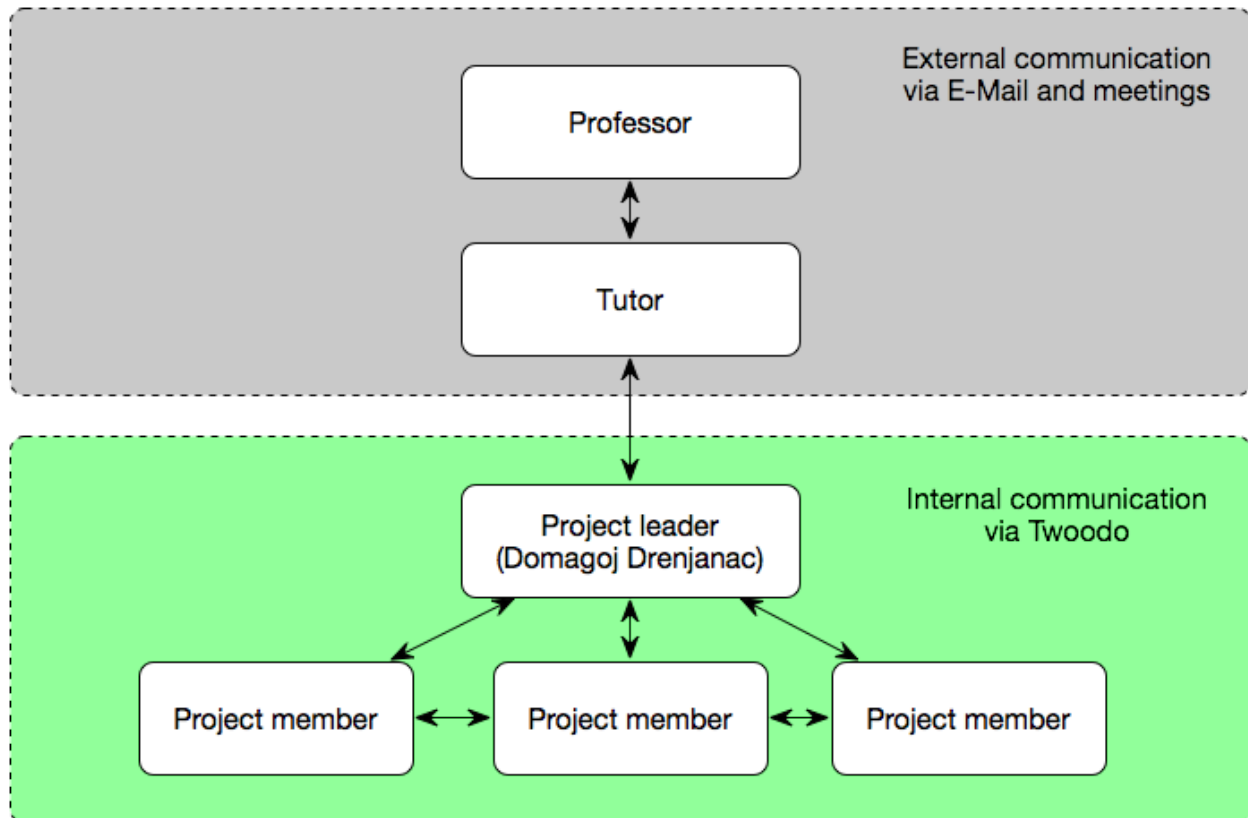 External communication
via E-Mail and meetings
Professor
Tutor
Internal communication
via Twoodo
Project leader
(Domagoj Drenjanac)
Project member
Project member
Project member